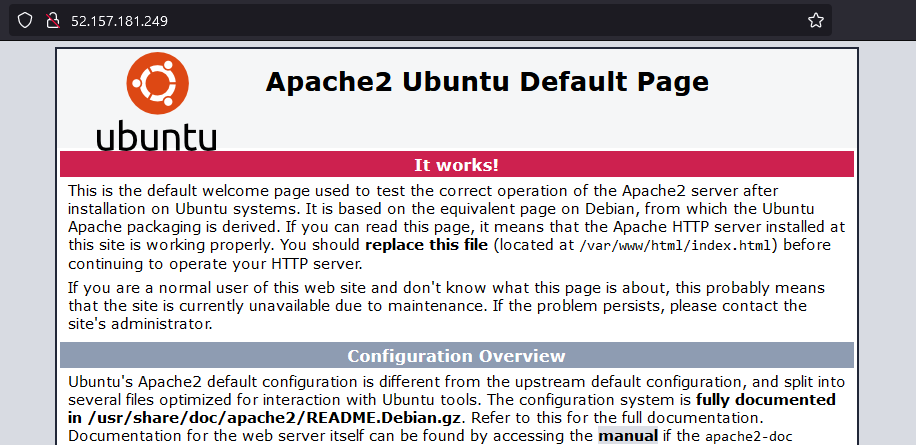 52.157.181.249
Apache2 Ubuntu Default Page
ubuntu
It works!
This is the default welcome page used to test the correct operation of the Apache2 server after
installation on Ubuntu systems. It is based on the equivalent page on Debian, from which the Ubuntu
Apache packaging is derived. If you can read this page, it means that the Apache HTTP server installed at
this site is working properly. You should replace this file (located at /var/www/html/index.html) before
continuing to operate your HTTP server.
If you are a normal user of this web site and don't know what this page is about, this probably means
that the site is currently unavailable due to maintenance. If the problem persists, please contact the
site's administrator.
Configuration Overview
Ubuntu's Apache2 default configuration is different from the upstream default configuration, and split into
several files optimized for interaction with Ubuntu tools. The configuration system is fully documented
in /usr/share/doc/apache2/README.Debian.gz. Refer to this for the full documentation.
Documentation for the web server itself can be found by accessing the manual if the apache2-doc